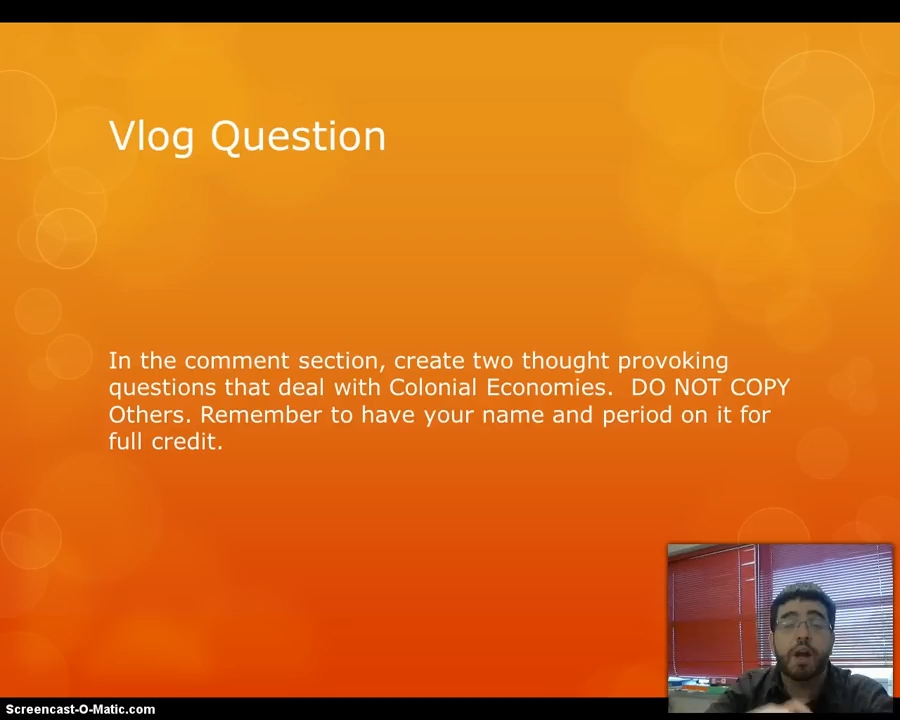 Vlog Question
In the comment section, create two thought provoking
questions that deal with Colonial Economies.  DO NOT COPY
Others. Remember to have your name and period on it for
full credit.
Screencast-O-Matic.com